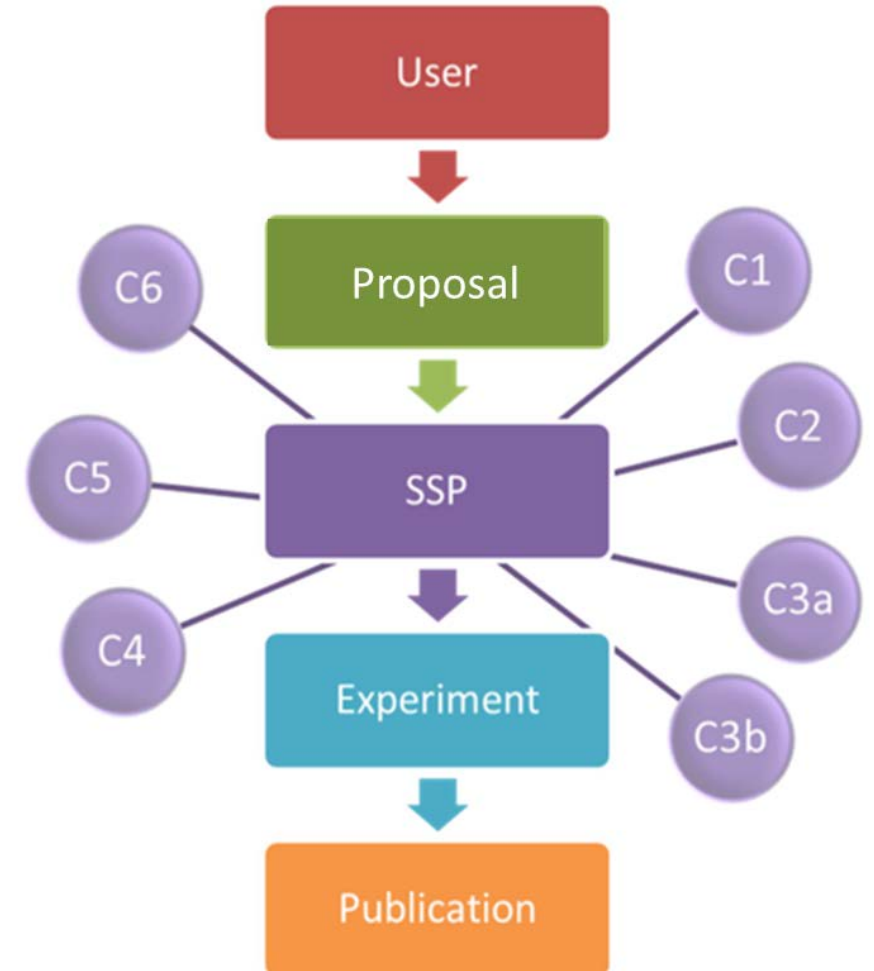 User
Proposal
C6
C1
C2
SSP
C5
C3a
C4
Experiment
C3b
Publication